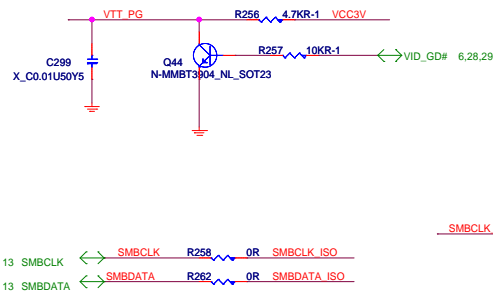 VTT_PG R256 4.7KR-1 VCC3V
C299 Q44 R257 10KR-1 VID_GD# 6,28,29
X_C0.01U50Y5 N-MMBT3904_NL_SOT23
SMBCLK
13 SMBCLK SMBCLK R258 0R SMBCLK_ISO
13 SMBDATA SMBDATA R262 0R SMBDATA_ISO